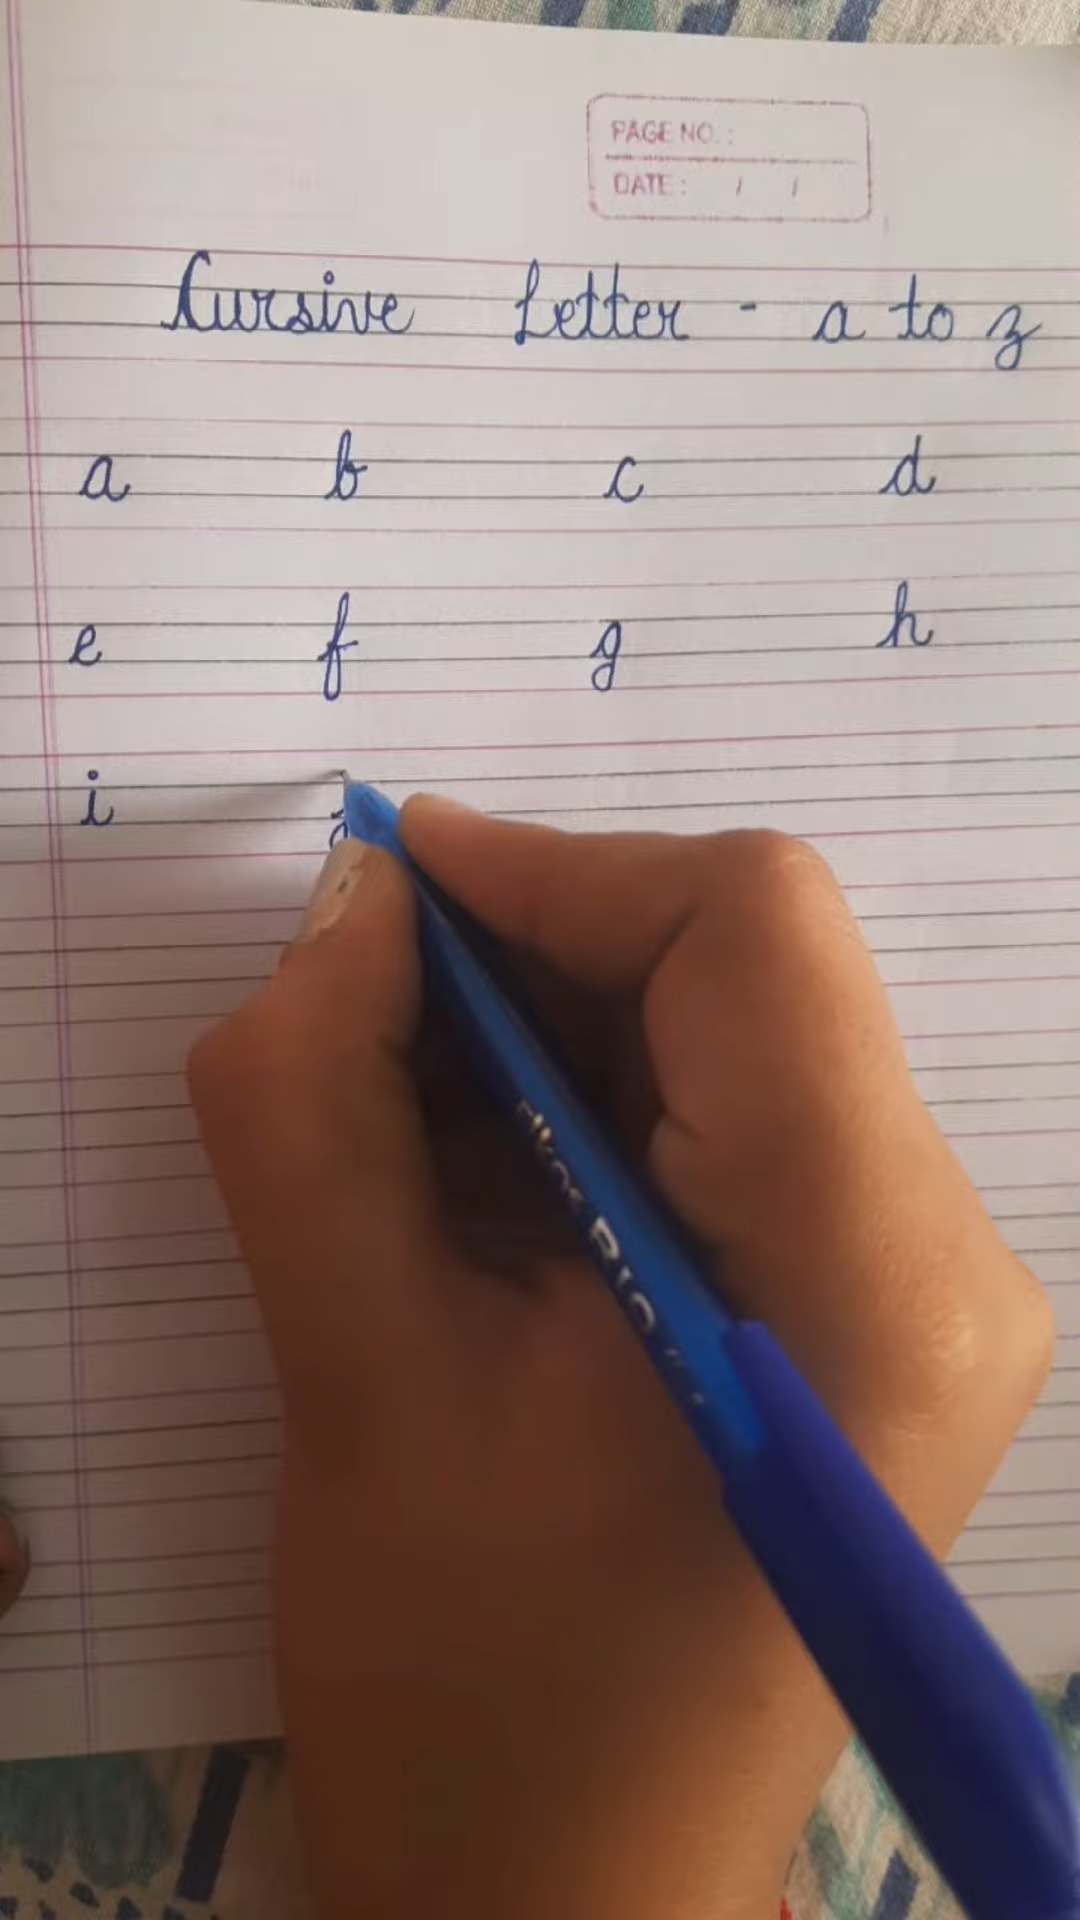 PAGE NO. :
DATE : / /
Cursive Letter - a to z
a b c d
e f g h
i